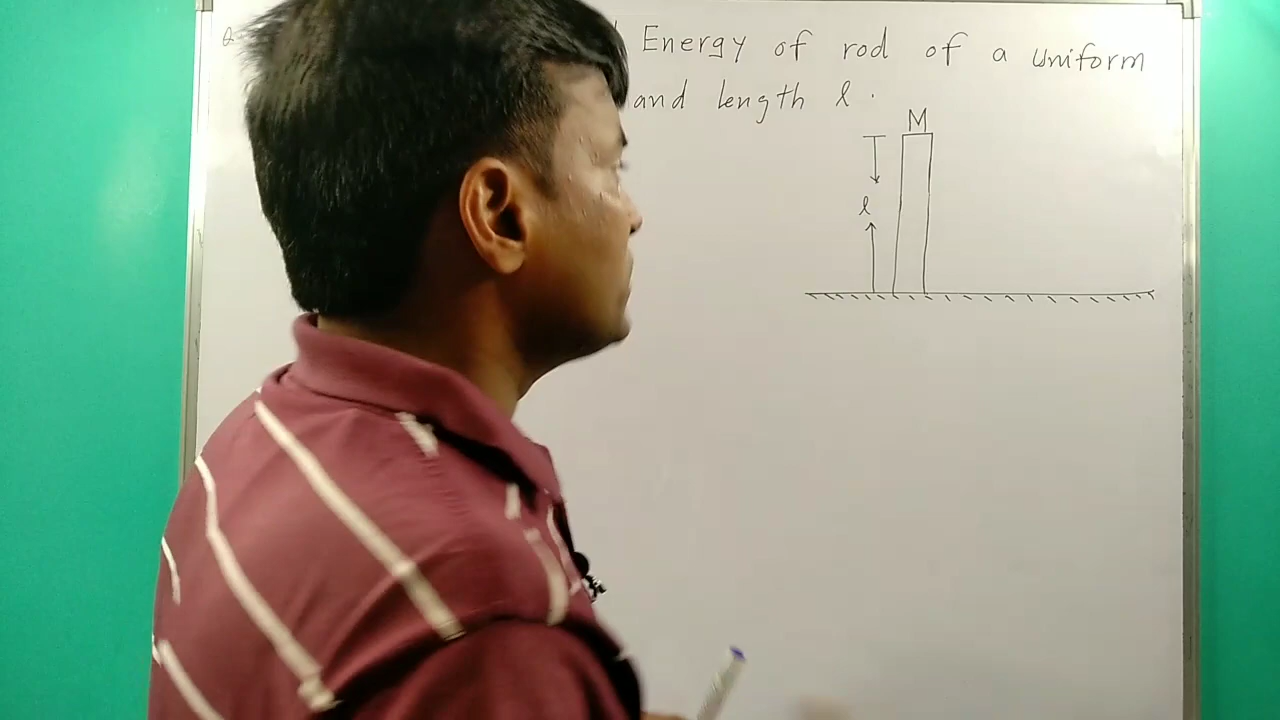 Q
Energy of rod of a uniform
and length l.
M
l